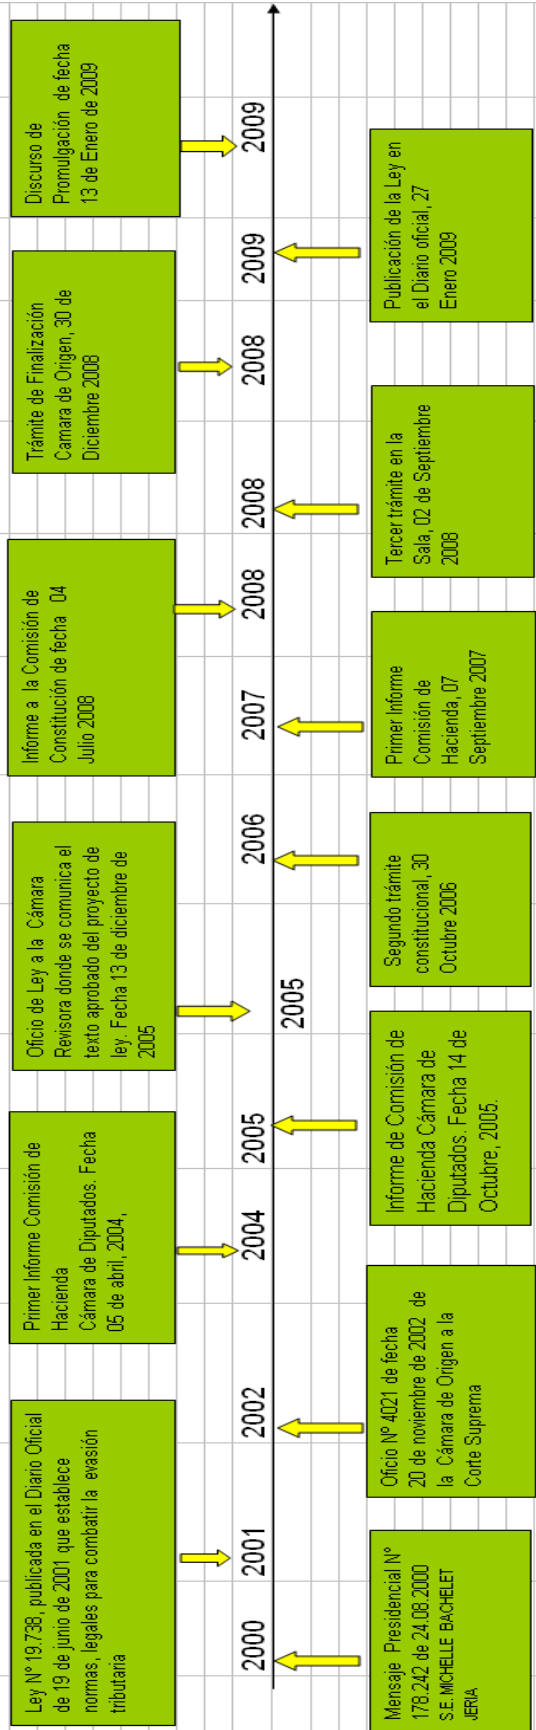 Ley N° 19.738, publicada en el Diario Oficial
de 19 de junio de 2001 que establece
normas, legales para combatir la evasión
tributaria
Primer Informe Comisión de
Hacienda
Cámara de Diputados. Fecha
05 de abril, 2004,
Oficio de Ley a la Cámara
Revisora donde se comunica el
texto aprobado del proyecto de
ley. Fecha 13 de diciembre de
2005
Informe a la Comisión de
Constitución de fecha 04
Julio 2008
Trámite de Finalización
Camara de Origen, 30 de
Diciembre 2008
Discurso de
Promulgación de fecha
13 de Enero de 2009
2000
2001
2002
2004
2005
2005
2006
2007
2008
2008
2008
2009
2009
Mensaje Presidencial N°
178.242 de 24.08.2000
S.E. MICHELLE BACHELET
JERIA
Oficio N° 4021 de fecha
20 de noviembre de 2002 de
la Cámara de Origen a la
Corte Suprema
Informe de Comisión de
Hacienda Cámara de
Diputados. Fecha 14 de
Octubre, 2005.
Segundo trámite
constitucional, 30
Octubre 2006
Primer Informe
Comisión de
Hacienda, 07
Septiembre 2007
Tercer trámite en la
Sala, 02 de Septiembre
2008
Publicación de la Ley en
el Diario oficial, 27
Enero 2009